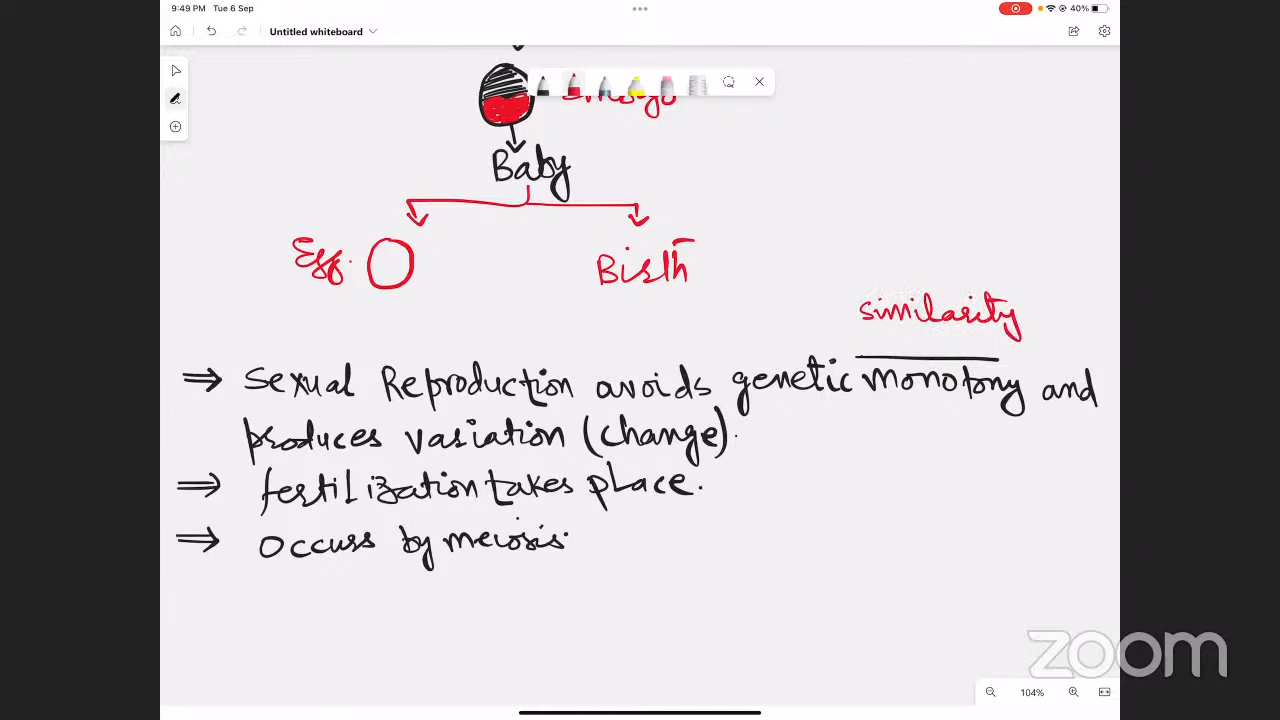 9:49 PM Tue 6 Sep
40%
Untitled whiteboard
Baby
Egg.
Birth
similarity
⇒ Sexual Reproduction avoids genetic monotony and
produces variation (change).
⇒ fertilization takes place.
⇒ Occurs by meiosis.
zoom
104%